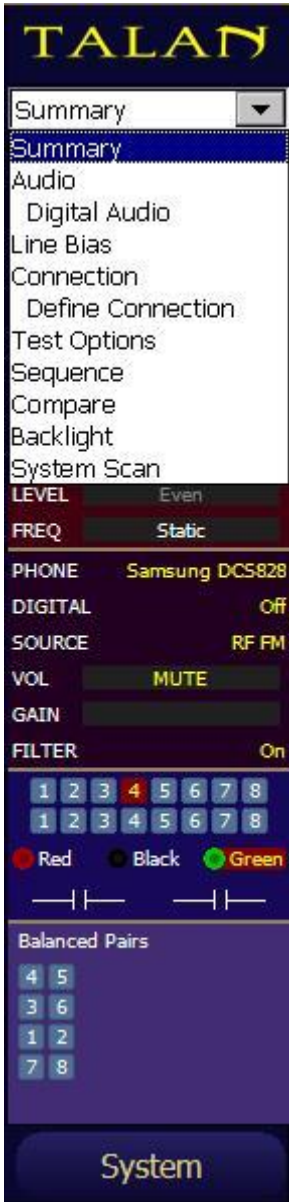 TALAN
Summary
Summary
Audio
Digital Audio
Line Bias
Connection
Define Connection
Test Options
Sequence
Compare
Backlight
System Scan
LEVEL Even
FREQ Static
PHONE Samsung DCS828
DIGITAL Off
SOURCE RF FM
VOL MUTE
GAIN
FILTER On
1 2 3 4 5 6 7 8
1 2 3 4 5 6 7 8
Red Black Green
Balanced Pairs
4 5
3 6
1 2
7 8
System